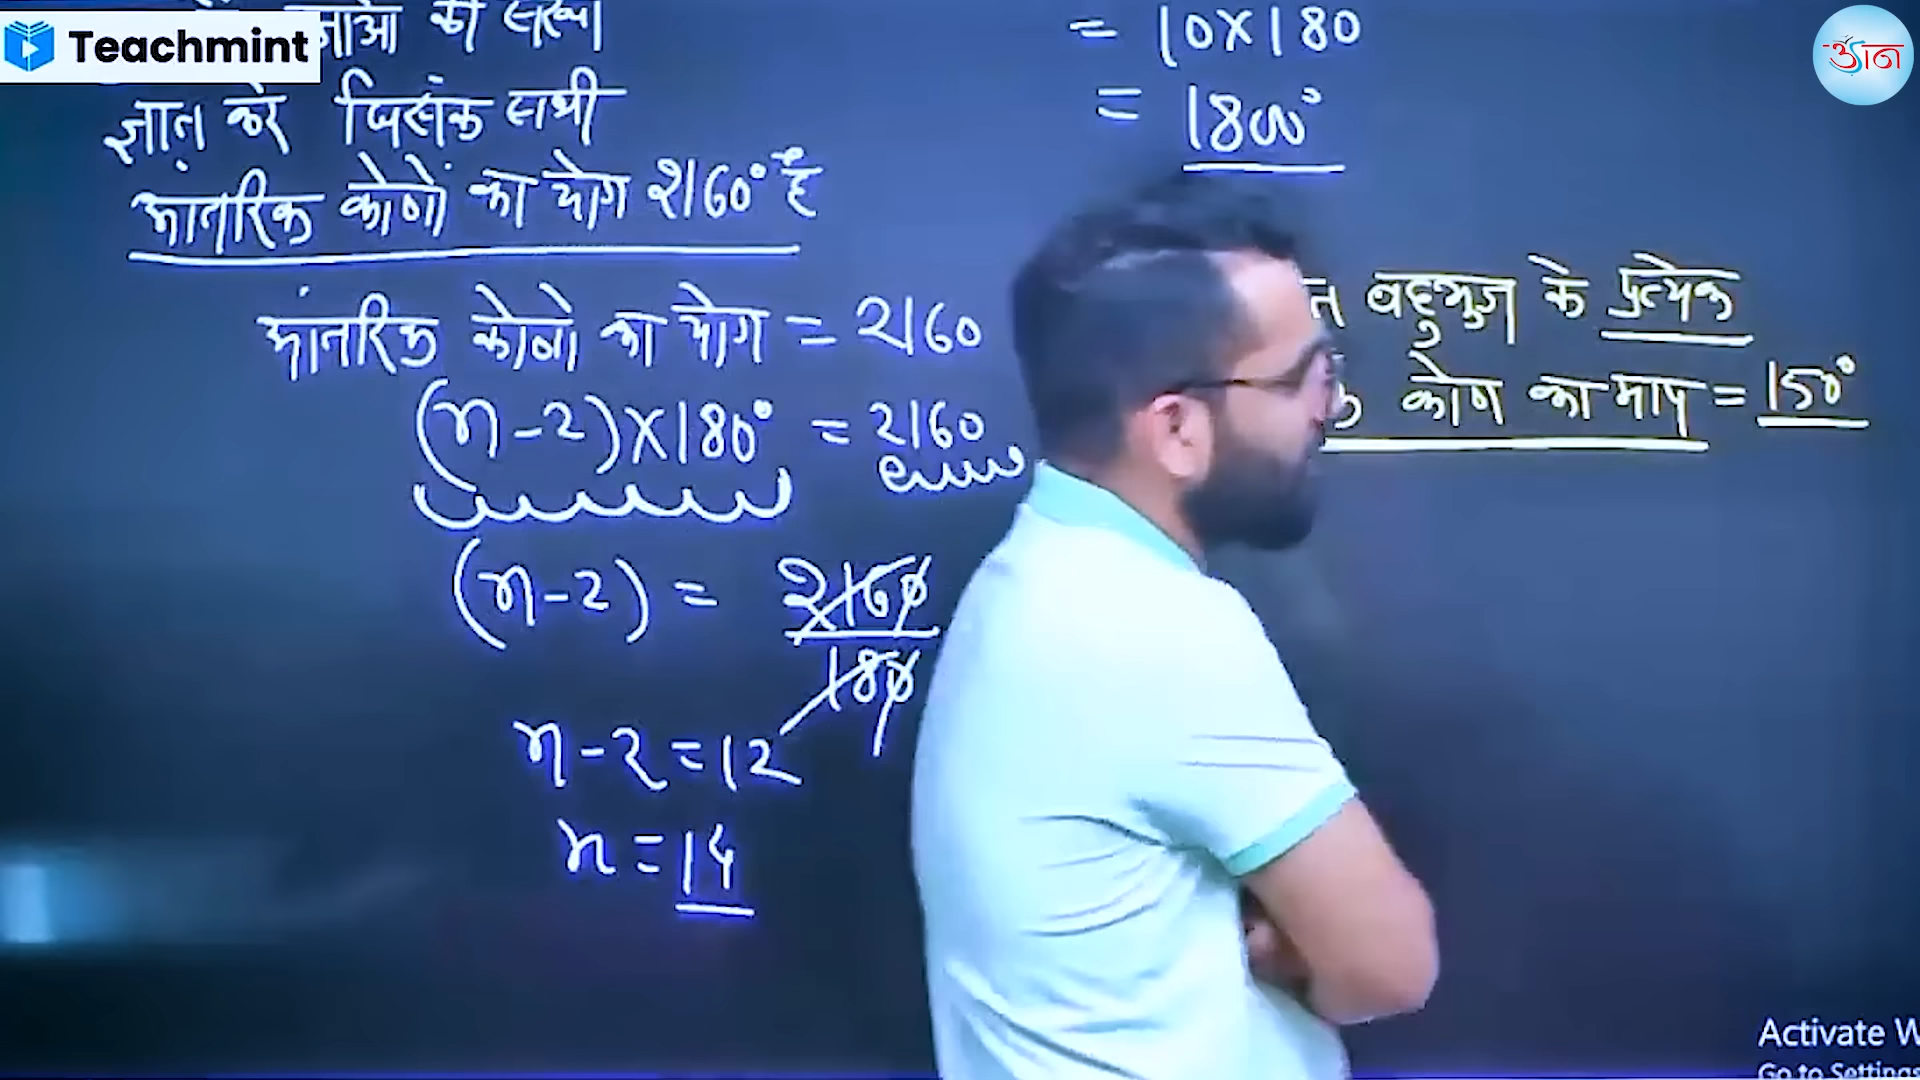 Teachmint
की संख्या
ज्ञात करें जिसके सभी
आंतरिक कोणों का योग 2160° है
आंतरिक कोणों का योग = 2160
(n-2)×180° = 2160
(n-2) = 2160
180
n-2=12
n=14
= 10×180
= 1800°
बहुभुज के प्रत्येक
कोण का माप = 150°
Activate W
Go to Settings